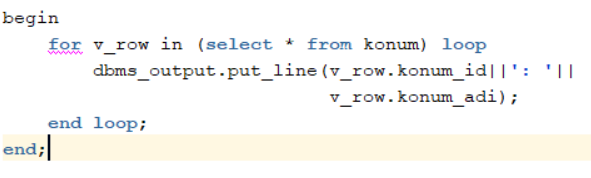 begin
    for v_row in (select * from konum) loop
        dbms_output.put_line(v_row.konum_id||': '||
                             v_row.konum_adi);
    end loop;
end;